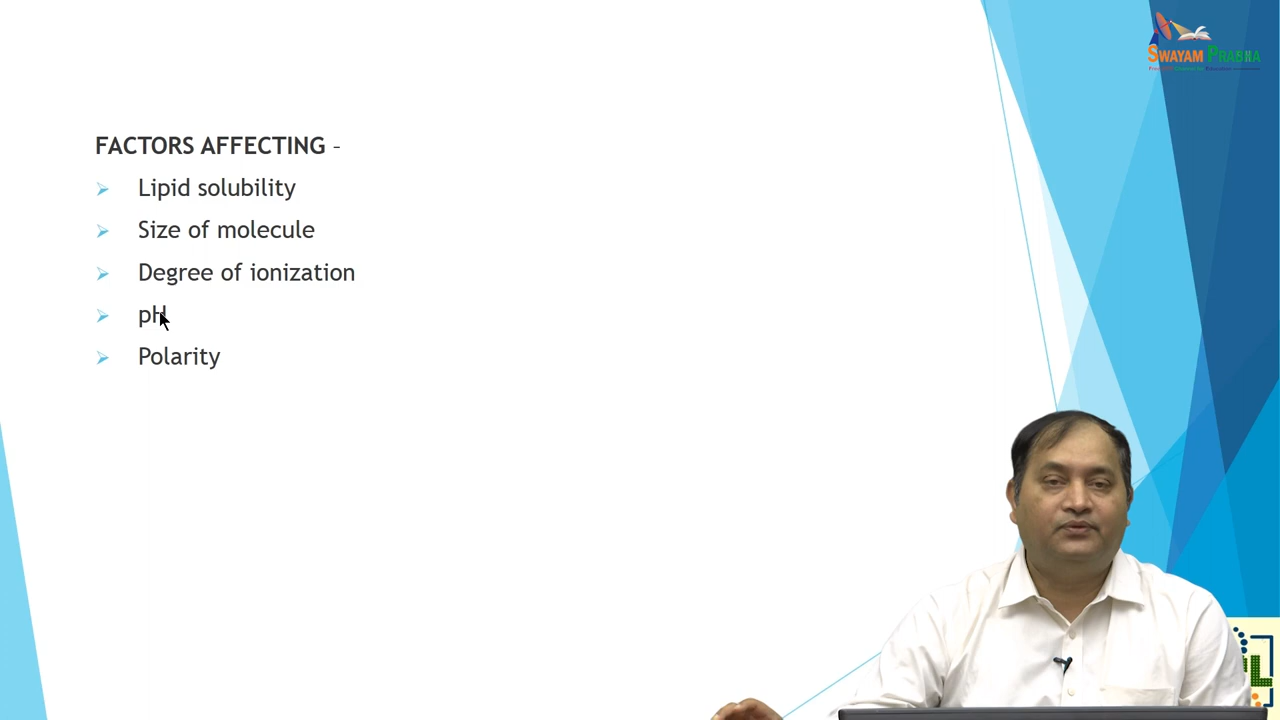 SWAYAM PRABHA
FACTORS AFFECTING –
Lipid solubility
Size of molecule
Degree of ionization
pH
Polarity